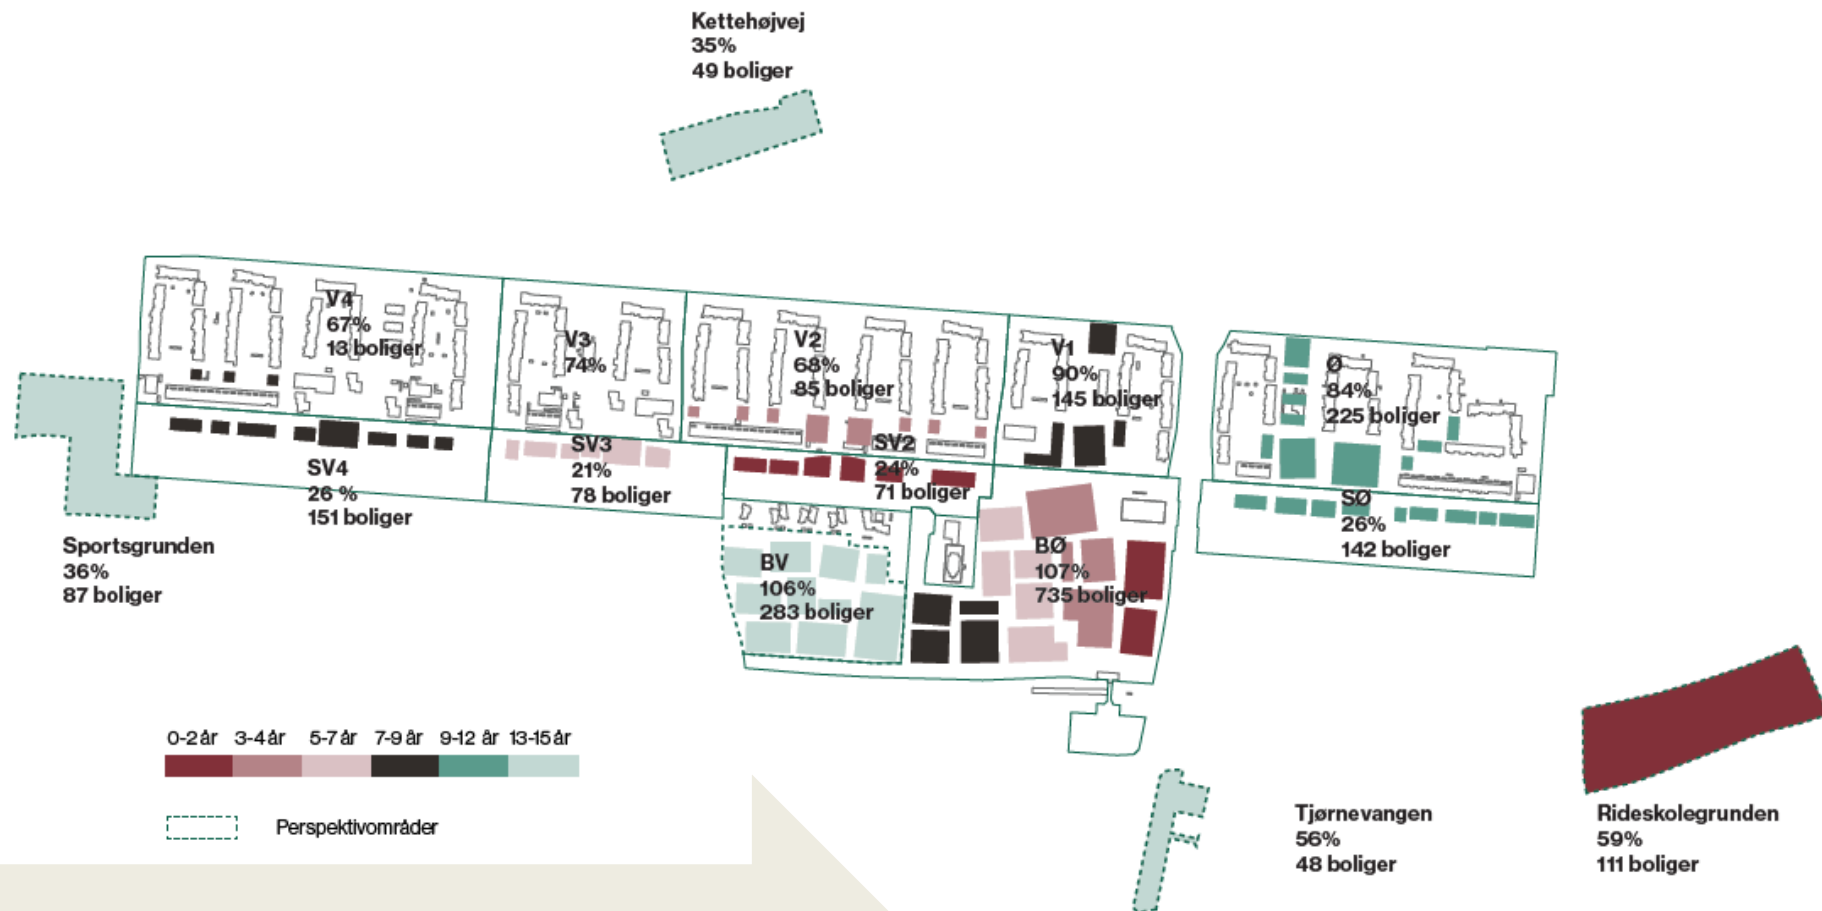 Kettehøjvej
35%
49 boliger
V4
67%
13 boliger
V3
74%
V2
68%
85 boliger
V1
90%
145 boliger
Ø
84%
225 boliger
SV4
26 %
151 boliger
SV3
21%
78 boliger
SV2
24%
71 boliger
SØ
26%
142 boliger
Sportsgrunden
36%
87 boliger
BV
106%
283 boliger
BØ
107%
735 boliger
0-2 år 3-4 år 5-7 år 7-9 år 9-12 år 13-15 år
Perspektivområder
Tjørnevangen
56%
48 boliger
Rideskolegrunden
59%
111 boliger